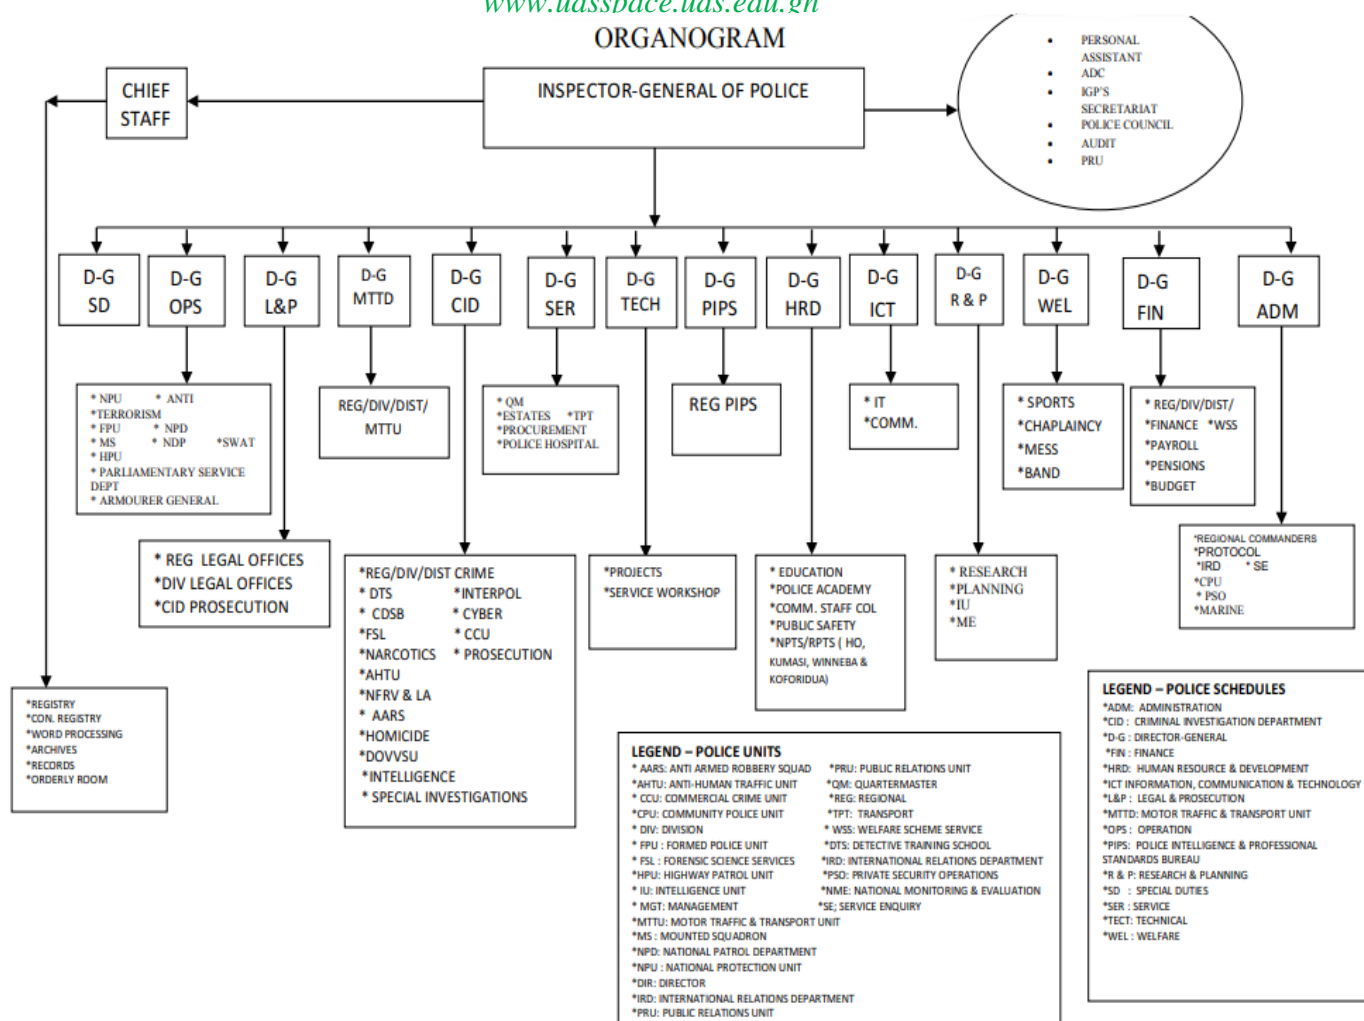 www.udsspace.uds.edu.gh
ORGANOGRAM
CHIEF
STAFF
INSPECTOR-GENERAL OF POLICE
• PERSONAL
ASSISTANT
• ADC
• IGP'S
SECRETARIAT
• POLICE COUNCIL
• AUDIT
• PRU
D-G
SD
D-G
OPS
D-G
L&P
D-G
MTTD
D-G
CID
D-G
SER
D-G
TECH
D-G
PIPS
D-G
HRD
D-G
ICT
D-G
R & P
D-G
WEL
D-G
FIN
D-G
ADM
* NPU * ANTI
*TERRORISM
* FPU * NPD
* MS * NDP *SWAT
* HPU
* PARLIAMENTARY SERVICE
DEPT
* ARMOURER GENERAL
REG/DIV/DIST/
MTTU
* QM
*ESTATES *TPT
*PROCUREMENT
*POLICE HOSPITAL
REG PIPS
* IT
*COMM.
* SPORTS
*CHAPLAINCY
*MESS
*BAND
* REG/DIV/DIST/
*FINANCE *WSS
*PAYROLL
*PENSIONS
*BUDGET
* REG LEGAL OFFICES
*DIV LEGAL OFFICES
*CID PROSECUTION
*REG/DIV/DIST CRIME
* DTS *INTERPOL
* CDSB * CYBER
*FSL * CCU
*NARCOTICS * PROSECUTION
*AHTU
*NFRV & LA
* AARS
*HOMICIDE
*DOVVSU
*INTELLIGENCE
* SPECIAL INVESTIGATIONS
*PROJECTS
*SERVICE WORKSHOP
* EDUCATION
*POLICE ACADEMY
*COMM. STAFF COL
*PUBLIC SAFETY
*NPTS/RPTS ( HO,
KUMASI, WINNEBA &
KOFORIDUA)
* RESEARCH
*PLANNING
*IU
*ME
*REGIONAL COMMANDERS
*PROTOCOL
*IRD * SE
*CPU
* PSO
*MARINE
*REGISTRY
*CON. REGISTRY
*WORD PROCESSING
*ARCHIVES
*RECORDS
*ORDERLY ROOM
LEGEND – POLICE UNITS
* AARS: ANTI ARMED ROBBERY SQUAD *PRU: PUBLIC RELATIONS UNIT
*AHTU: ANTI-HUMAN TRAFFIC UNIT *QM: QUARTERMASTER
* CCU: COMMERCIAL CRIME UNIT *REG: REGIONAL
*CPU: COMMUNITY POLICE UNIT *TPT: TRANSPORT
* DIV: DIVISION * WSS: WELFARE SCHEME SERVICE
* FPU : FORMED POLICE UNIT *DTS: DETECTIVE TRAINING SCHOOL
* FSL : FORENSIC SCIENCE SERVICES *IRD: INTERNATIONAL RELATIONS DEPARTMENT
*HPU: HIGHWAY PATROL UNIT *PSO: PRIVATE SECURITY OPERATIONS
* IU: INTELLIGENCE UNIT *NME: NATIONAL MONITORING & EVALUATION
* MGT: MANAGEMENT *SE; SERVICE ENQUIRY
*MTTU: MOTOR TRAFFIC & TRANSPORT UNIT
*MS : MOUNTED SQUADRON
*NPD: NATIONAL PATROL DEPARTMENT
*NPU : NATIONAL PROTECTION UNIT
*DIR: DIRECTOR
*IRD: INTERNATIONAL RELATIONS DEPARTMENT
*PRU: PUBLIC RELATIONS UNIT
LEGEND – POLICE SCHEDULES
*ADM: ADMINISTRATION
*CID : CRIMINAL INVESTIGATION DEPARTMENT
*D-G : DIRECTOR-GENERAL
*FIN : FINANCE
*HRD: HUMAN RESOURCE & DEVELOPMENT
*ICT INFORMATION, COMMUNICATION & TECHNOLOGY
*L&P : LEGAL & PROSECUTION
*MTTD: MOTOR TRAFFIC & TRANSPORT UNIT
*OPS : OPERATION
*PIPS: POLICE INTELLIGENCE & PROFESSIONAL
STANDARDS BUREAU
*R & P: RESEARCH & PLANNING
*SD : SPECIAL DUTIES
*SER : SERVICE
*TECT: TECHNICAL
*WEL : WELFARE